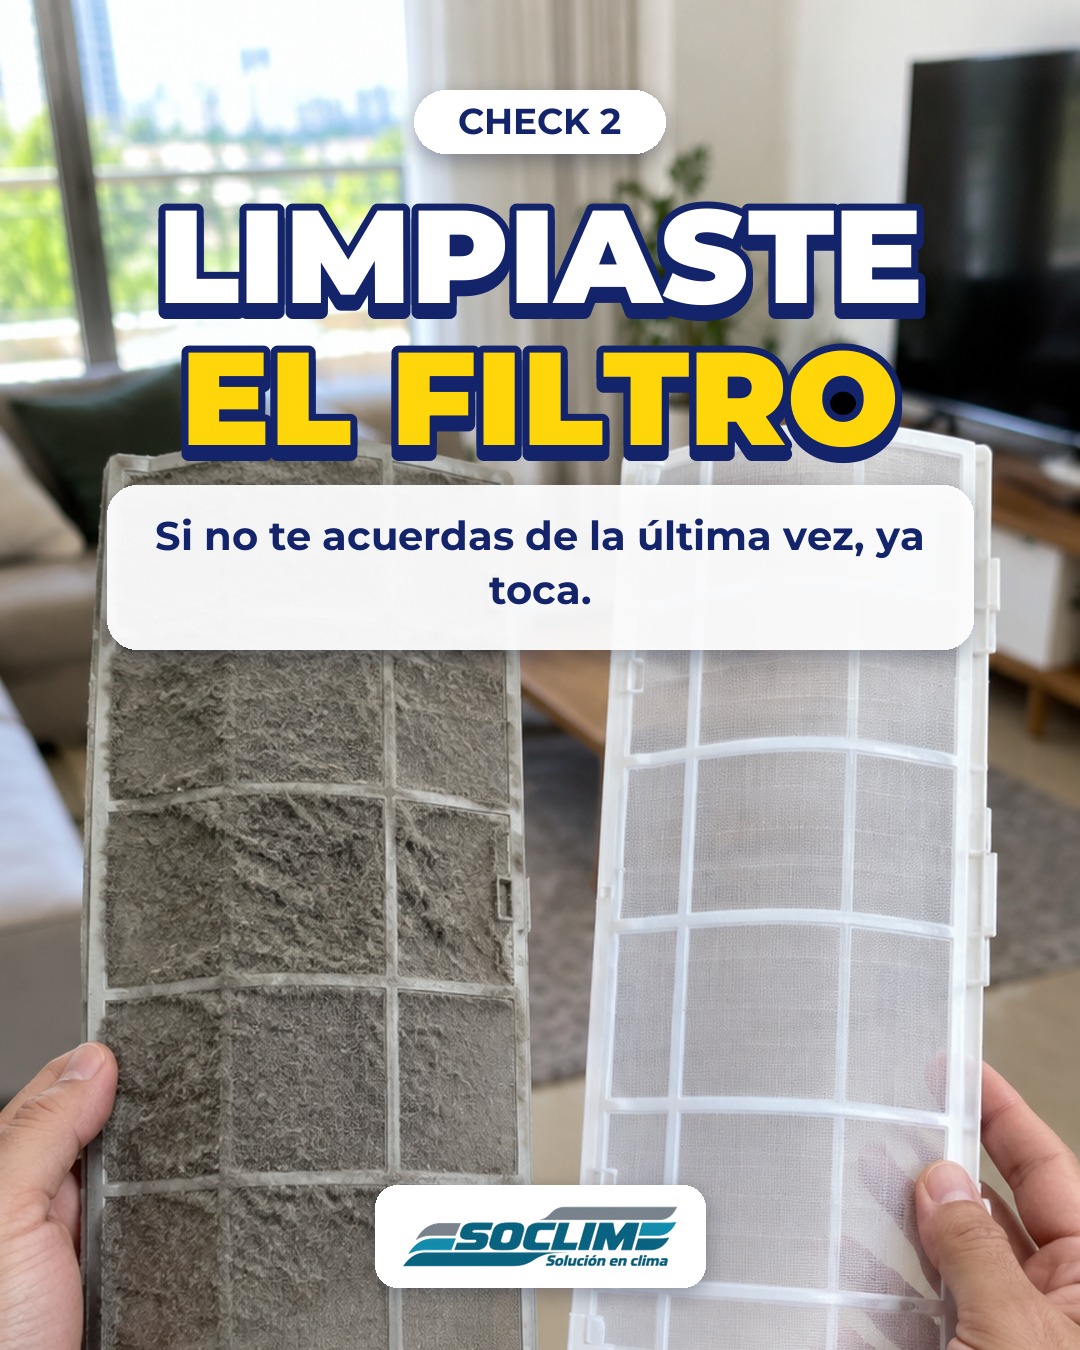 CHECK 2
LIMPIASTE
EL FILTRO
Si no te acuerdas de la última vez, ya
toca.
SOCLIM
Solución en clima